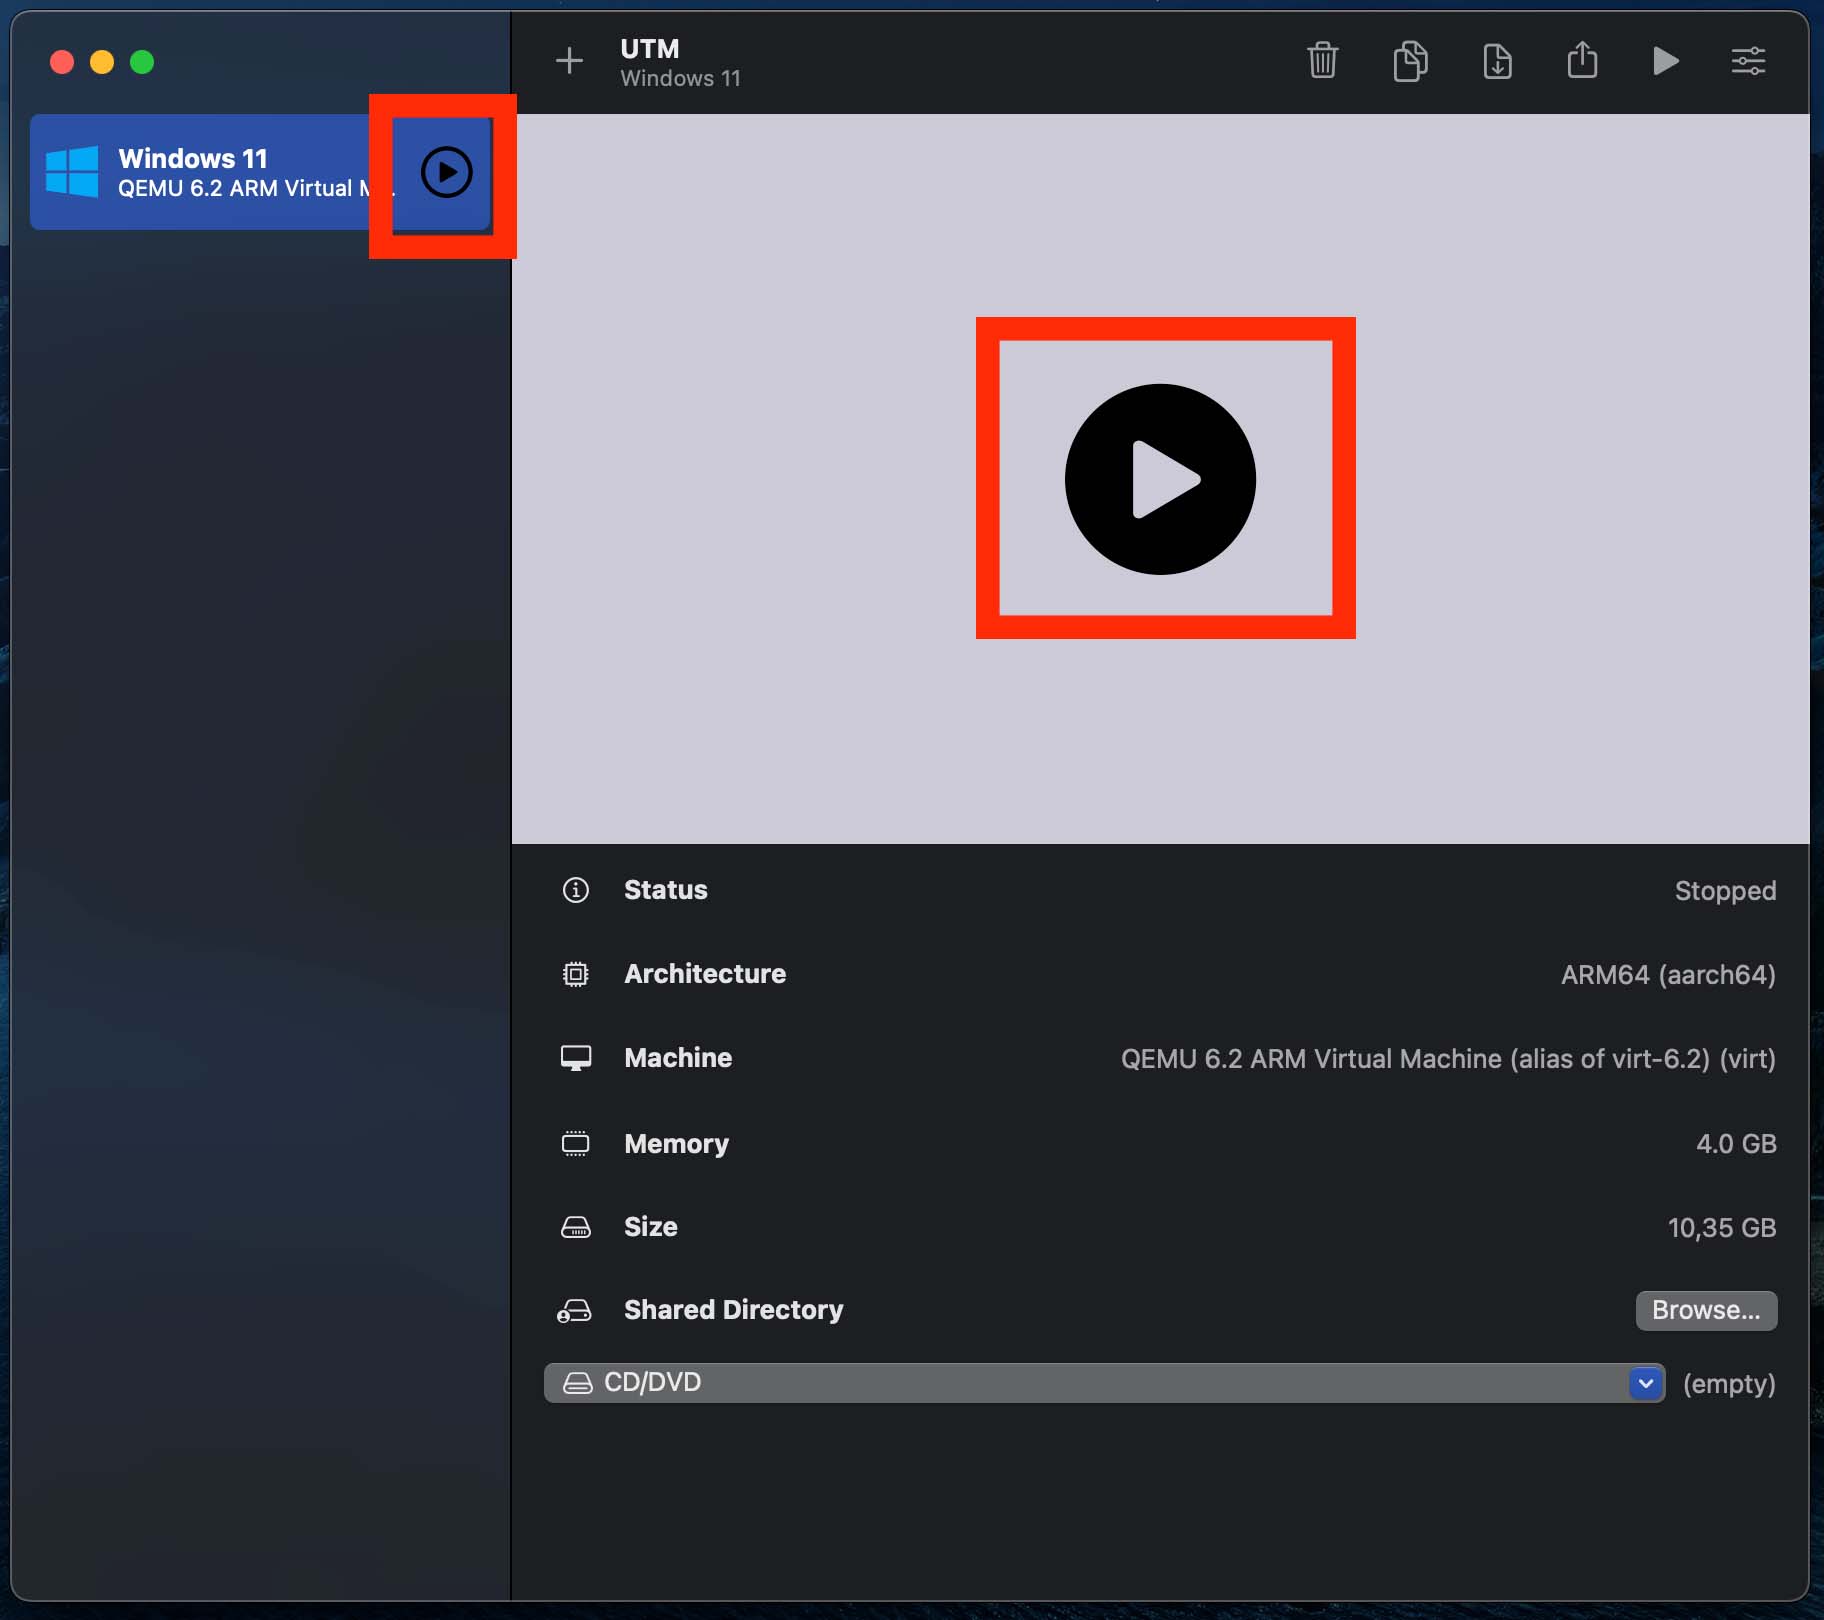 UTM
Windows 11
Windows 11
QEMU 6.2 ARM Virtual
Status
Stopped
Architecture
ARM64 (aarch64)
Machine
QEMU 6.2 ARM Virtual Machine (alias of virt-6.2) (virt)
Memory
4.0 GB
Size
10,35 GB
Shared Directory
Browse...
CD/DVD
(empty)